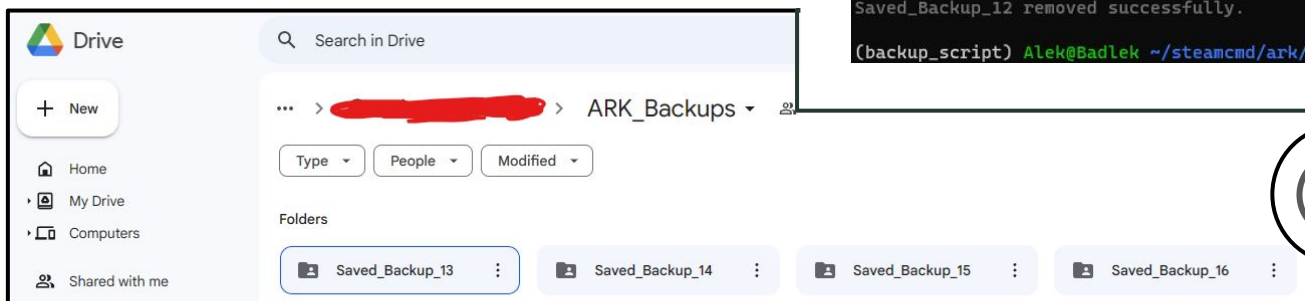 Saved_Backup_12 removed successfully.
(backup_script) Alek@Badlek ~/steamcmd/ark/
Drive
Search in Drive
New
... > > ARK_Backups
Type People Modified
Home
My Drive
Computers
Shared with me
Folders
Saved_Backup_13 Saved_Backup_14 Saved_Backup_15 Saved_Backup_16